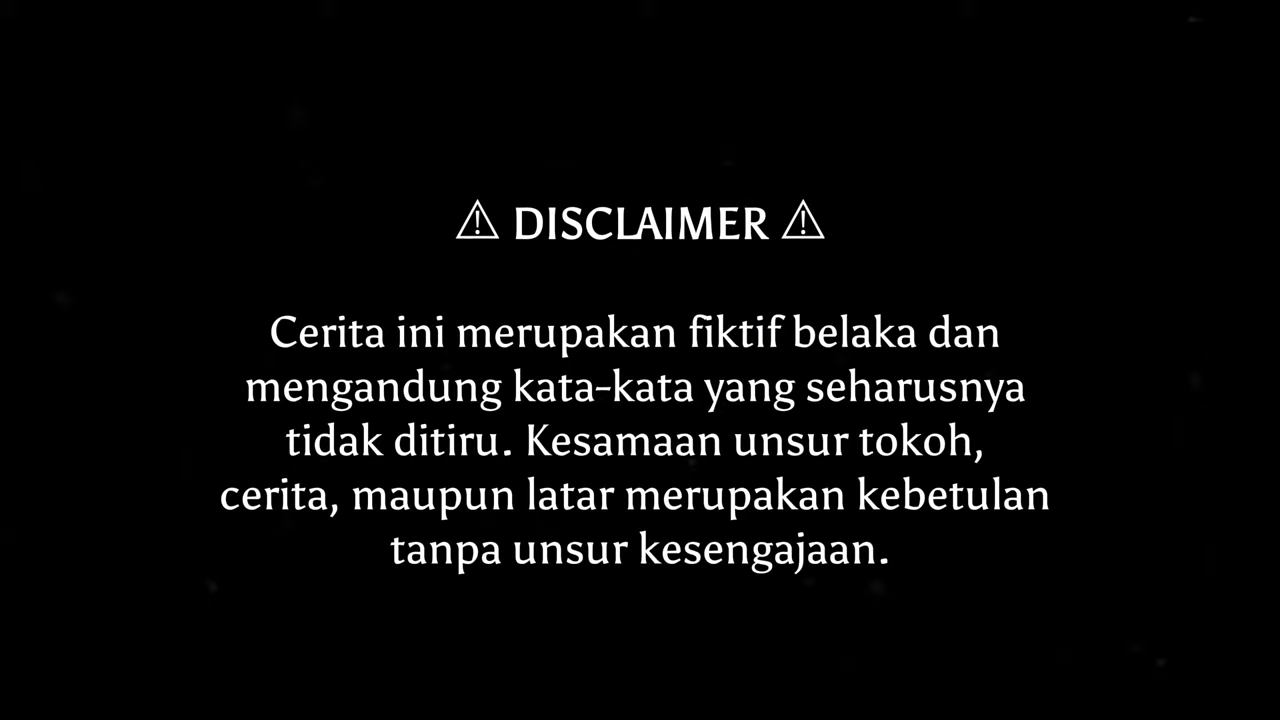 ⚠ DISCLAIMER ⚠
Cerita ini merupakan fiktif belaka dan
mengandung kata-kata yang seharusnya
tidak ditiru. Kesamaan unsur tokoh,
cerita, maupun latar merupakan kebetulan
tanpa unsur kesengajaan.